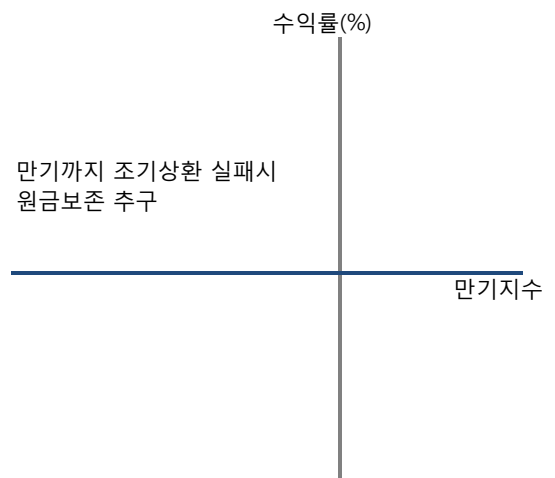 수익률(%)
만기까지 조기상환 실패시
원금보존 추구
만기지수